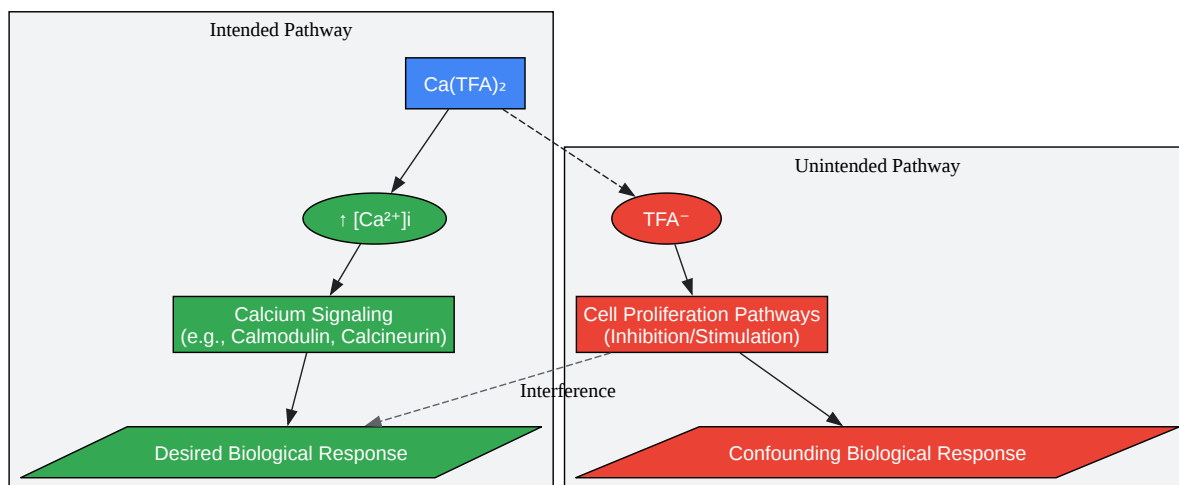 Intended Pathway
Ca(TFA)₂
Unintended Pathway
↑ [Ca²⁺]i
TFA⁻
Calcium Signaling
(e.g., Calmodulin, Calcineurin)
Cell Proliferation Pathways
(Inhibition/Stimulation)
Interference
Desired Biological Response
Confounding Biological Response